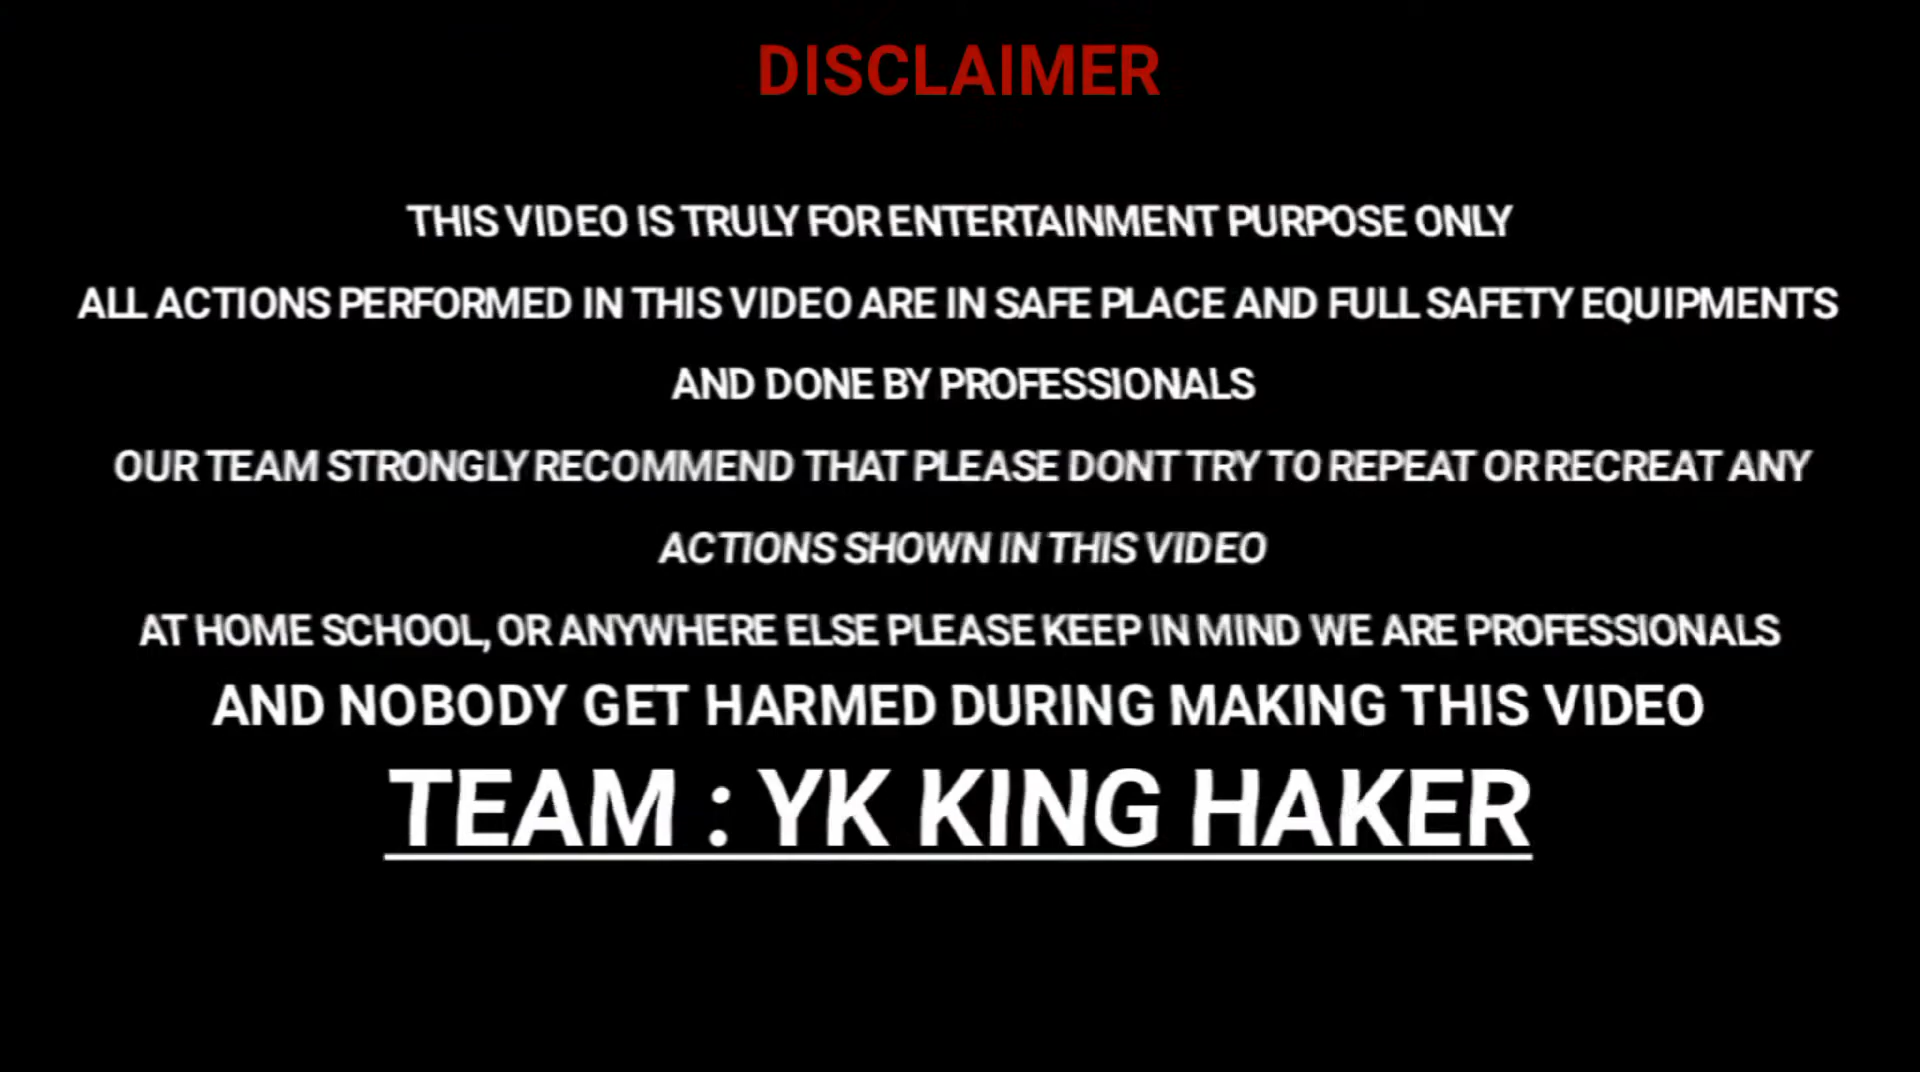 DISCLAIMER
THIS VIDEO IS TRULY FOR ENTERTAINMENT PURPOSE ONLY
ALL ACTIONS PERFORMED IN THIS VIDEO ARE IN SAFE PLACE AND FULL SAFETY EQUIPMENTS
AND DONE BY PROFESSIONALS
OUR TEAM STRONGLY RECOMMEND THAT PLEASE DONT TRY TO REPEAT OR RECREAT ANY
ACTIONS SHOWN IN THIS VIDEO
AT HOME SCHOOL, OR ANYWHERE ELSE PLEASE KEEP IN MIND WE ARE PROFESSIONALS
AND NOBODY GET HARMED DURING MAKING THIS VIDEO
TEAM : YK KING HAKER